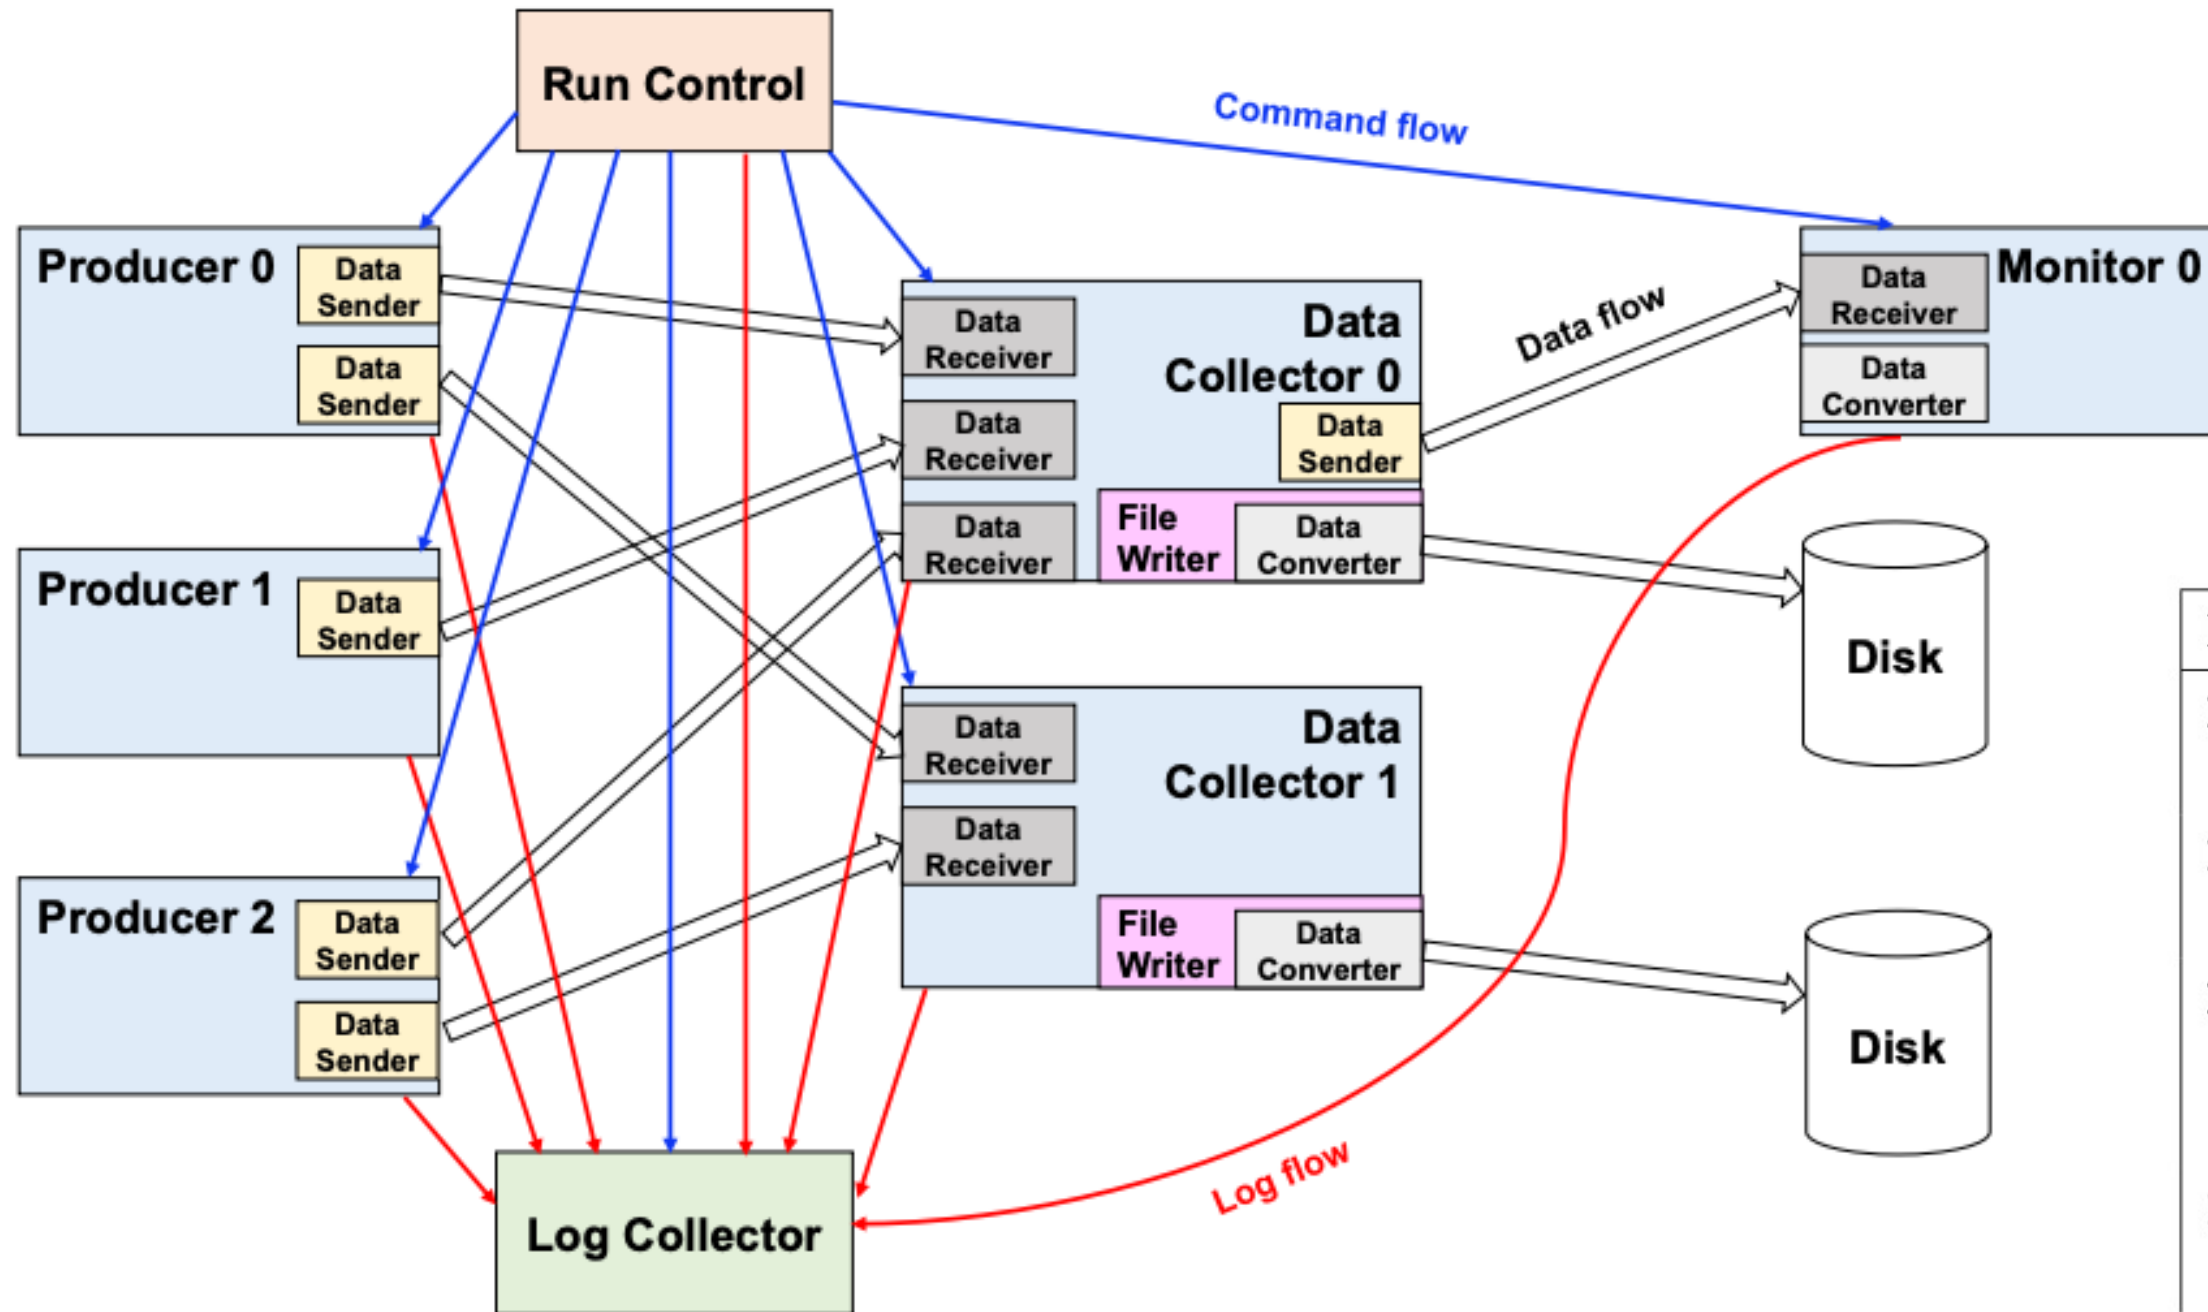 Run Control
Command flow
Producer 0
Data
Sender
Data
Sender
Data
Receiver
Data
Collector 0
Data
Receiver
Data
Sender
Data
Receiver
File
Writer
Data
Converter
Data flow
Monitor 0
Data
Receiver
Data
Converter
Producer 1
Data
Sender
Disk
Data
Receiver
Data
Collector 1
Data
Receiver
File
Writer
Data
Converter
Producer 2
Data
Sender
Data
Sender
Disk
Log flow
Log Collector